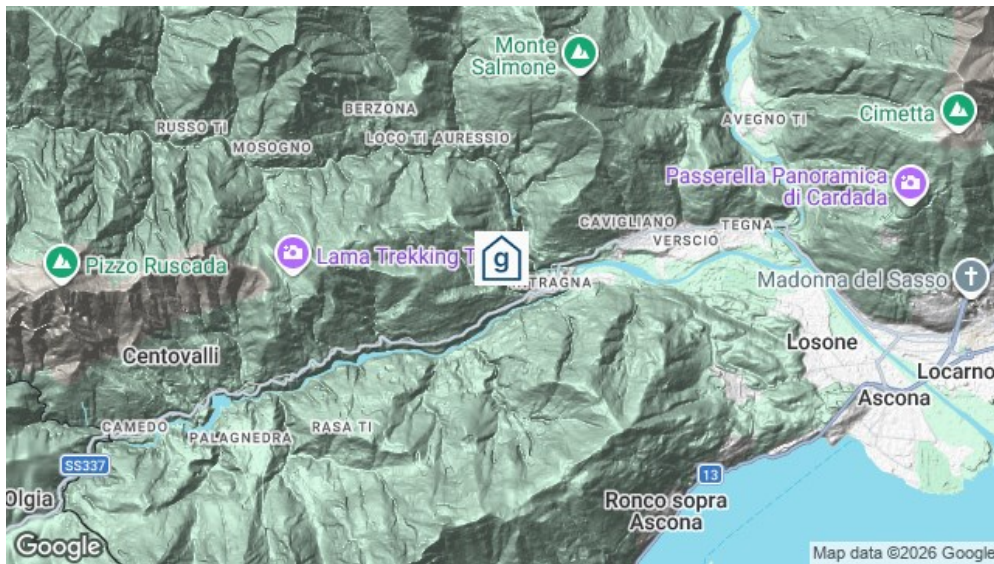 Monte
Salmone
Cimetta
BERZONA
RUSSO TI
AVEGNO TI
LOCO TI AURESSIO
MOSOGNO
Passerella Panoramica
di Cardada
CAVIGLIANO
TEGNA
VERSCIO
Lama Trekking T
g
Pizzo Ruscada
Madonna del Sasso
Losone
Centovalli
Locarno
Ascona
CAMEDO
PALAGNEDRA
RASA TI
SS337
13
Olgia
Ronco sopra
Ascona
Google
Map data ©2026 Google